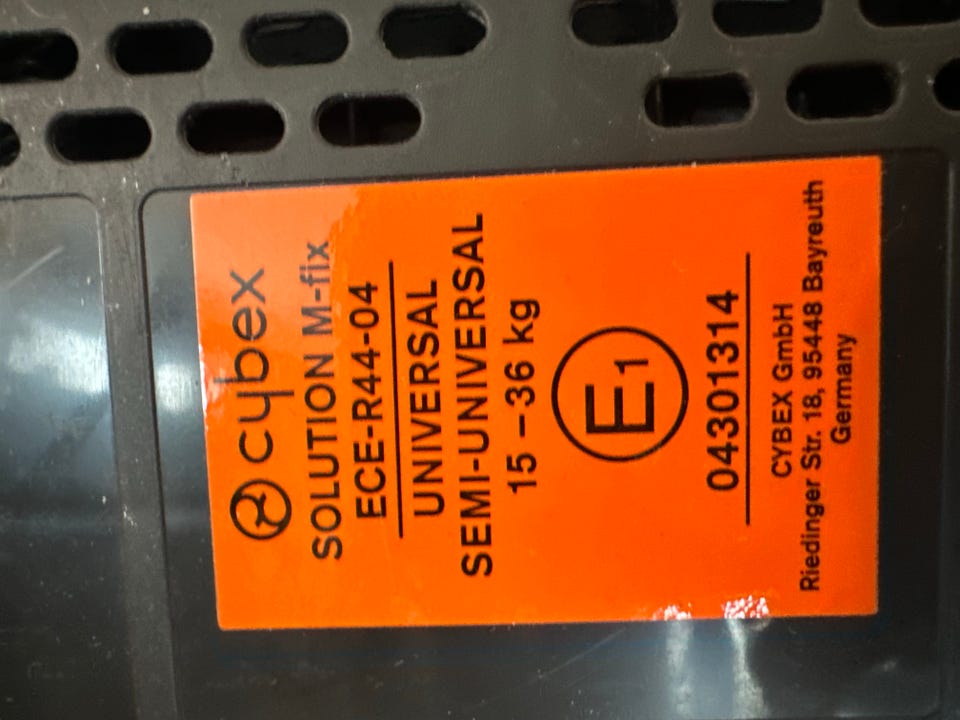 cybex
SOLUTION M-fix
ECE-R44-04
UNIVERSAL
SEMI-UNIVERSAL
15 –36 kg
E1
04301314
CYBEX GmbH
Riedinger Str. 18, 95448 Bayreuth
Germany